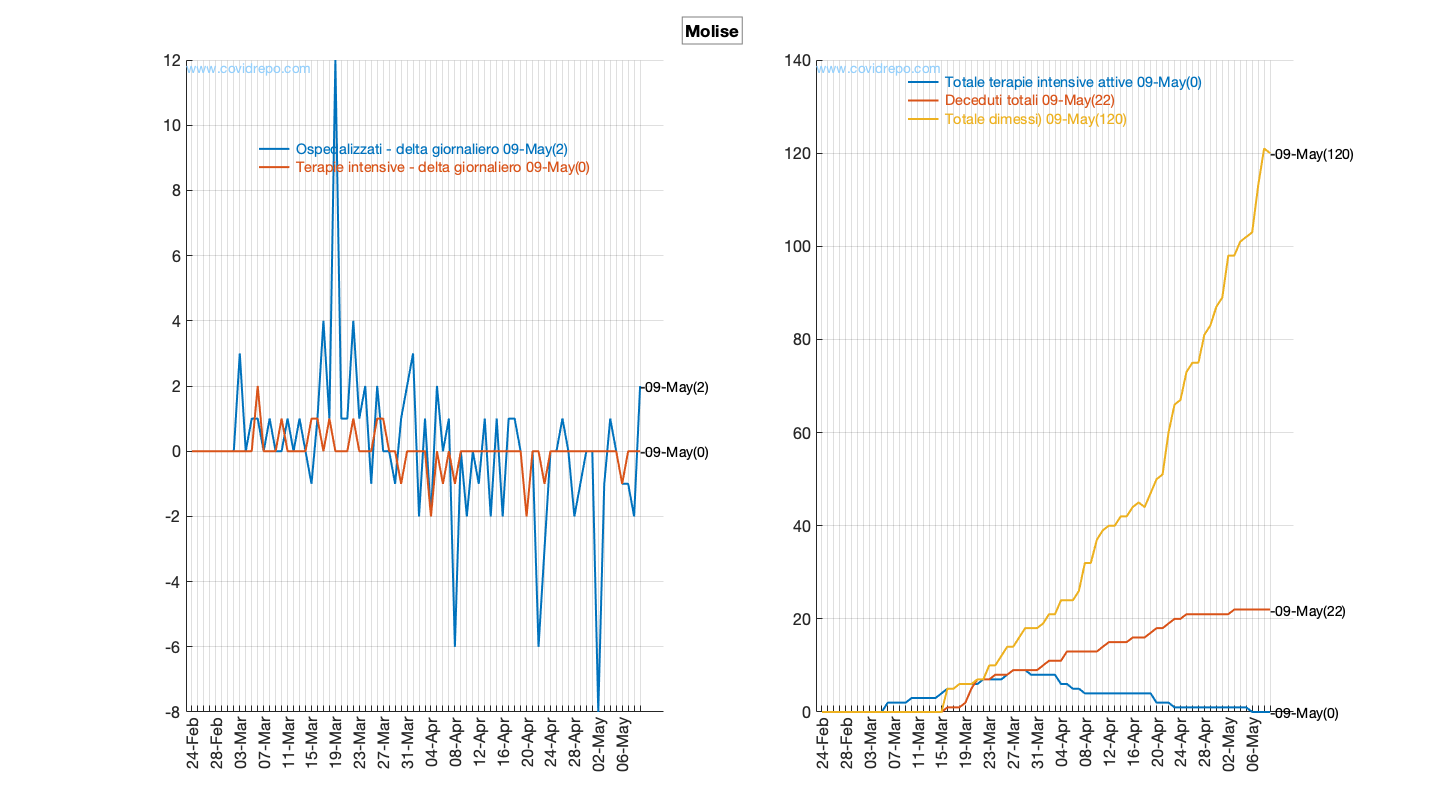 Molise
www.covidrepo.com
Ospedalizzati - delta giornaliero 09-May(2)
Terapie intensive - delta giornaliero 09-May(0)
12
10
8
6
4
2
0
-2
-4
-6
-8
-09-May(2)
-09-May(0)
24-Feb
28-Feb
03-Mar
07-Mar
11-Mar
15-Mar
19-Mar
23-Mar
27-Mar
31-Mar
04-Apr
08-Apr
12-Apr
16-Apr
20-Apr
24-Apr
28-Apr
02-May
06-May
www.covidrepo.com
Totale terapie intensive attive 09-May(0)
Deceduti totali 09-May(22)
Totale dimessi) 09-May(120)
140
120
100
80
60
40
20
0
-09-May(120)
-09-May(22)
-09-May(0)
24-Feb
28-Feb
03-Mar
07-Mar
11-Mar
15-Mar
19-Mar
23-Mar
27-Mar
31-Mar
04-Apr
08-Apr
12-Apr
16-Apr
20-Apr
24-Apr
28-Apr
02-May
06-May